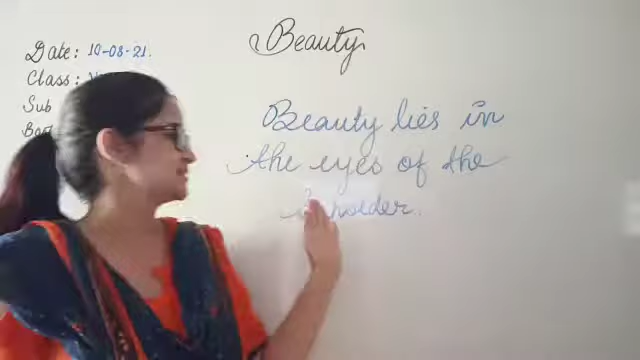 Beauty
Date: 10-08-21.
Class:
Sub
Beauty lies in
the eyes of the